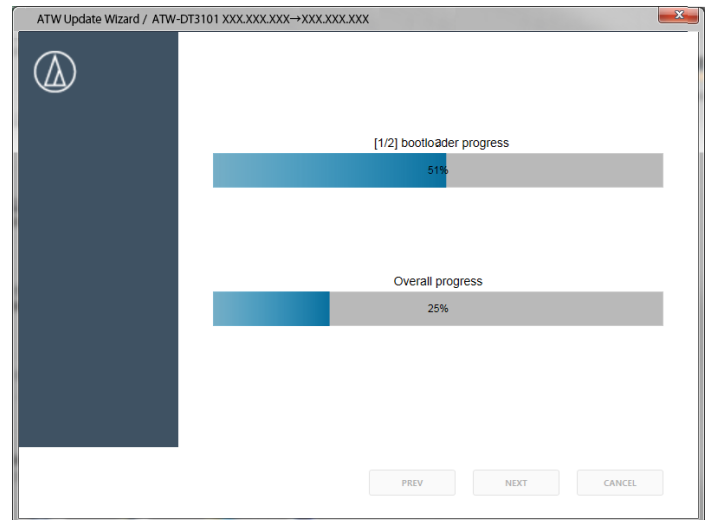 ATW Update Wizard / ATW-DT3101 XXX.XXX.XXX→XXX.XXX.XXX
[1/2] bootloader progress
51%
Overall progress
25%
PREV NEXT CANCEL